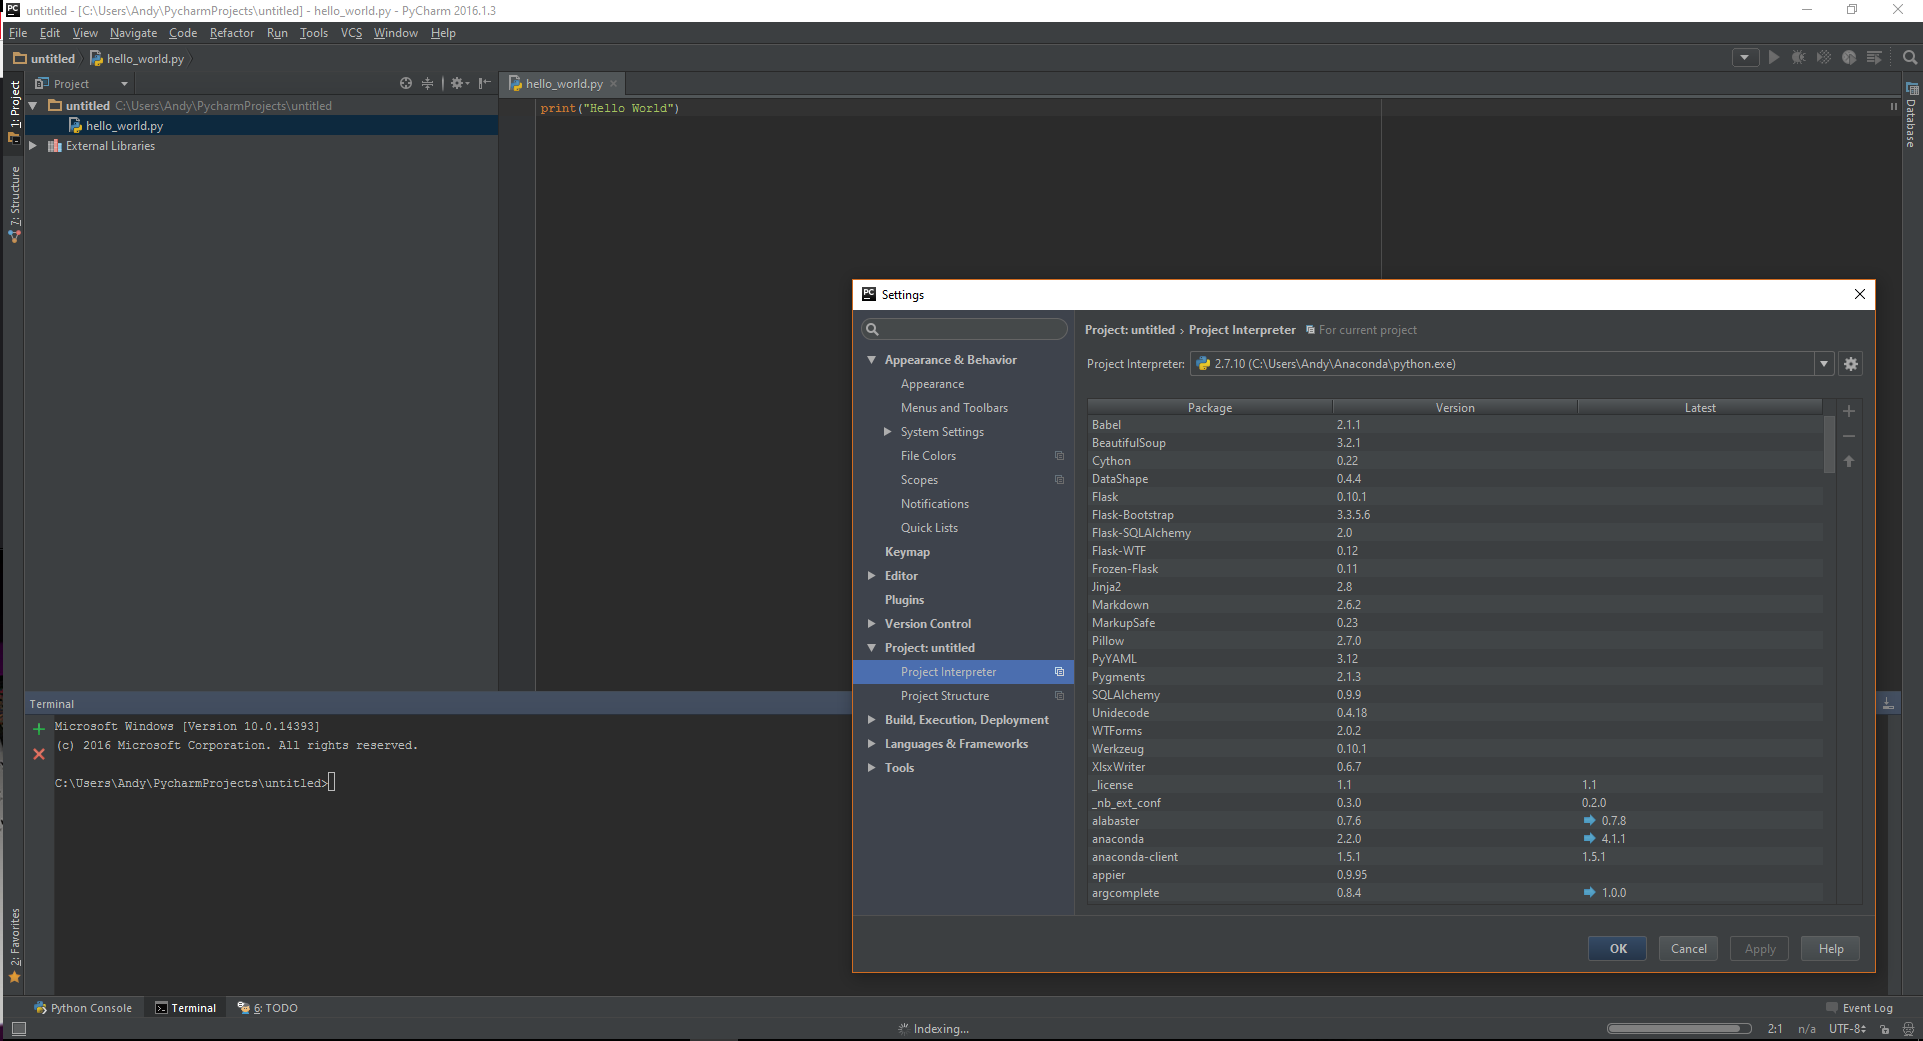 untitled - [C:\Users\Andy\PycharmProjects\untitled] - hello_world.py - PyCharm 2016.1.3
File Edit View Navigate Code Refactor Run Tools VCS Window Help
untitled hello_world.py
Project
hello_world.py
1: Project
7: Structure
2: Favorites
Database
untitled C:\Users\Andy\PycharmProjects\untitled
hello_world.py
External Libraries
print("Hello World")
Terminal
Microsoft Windows [Version 10.0.14393]
(c) 2016 Microsoft Corporation. All rights reserved.
C:\Users\Andy\PycharmProjects\untitled>
Settings
Appearance & Behavior
Appearance
Menus and Toolbars
System Settings
File Colors
Scopes
Notifications
Quick Lists
Keymap
Editor
Plugins
Version Control
Project: untitled
Project Interpreter
Project Structure
Build, Execution, Deployment
Languages & Frameworks
Tools
Project: untitled › Project Interpreter For current project
Project Interpreter: 2.7.10 (C:\Users\Andy\Anaconda\python.exe)
Package Version Latest
Babel 2.1.1
BeautifulSoup 3.2.1
Cython 0.22
DataShape 0.4.4
Flask 0.10.1
Flask-Bootstrap 3.3.5.6
Flask-SQLAlchemy 2.0
Flask-WTF 0.12
Frozen-Flask 0.11
Jinja2 2.8
Markdown 2.6.2
MarkupSafe 0.23
Pillow 2.7.0
PyYAML 3.12
Pygments 2.1.3
SQLAlchemy 0.9.9
Unidecode 0.4.18
WTForms 2.0.2
Werkzeug 0.10.1
XlsxWriter 0.6.7
_license 1.1 1.1
_nb_ext_conf 0.3.0 0.2.0
alabaster 0.7.6 0.7.8
anaconda 2.2.0 4.1.1
anaconda-client 1.5.1 1.5.1
appier 0.9.95
argcomplete 0.8.4 1.0.0
OK Cancel Apply Help
Python Console Terminal 6: TODO Event Log
Indexing... 2:1 n/a UTF-8